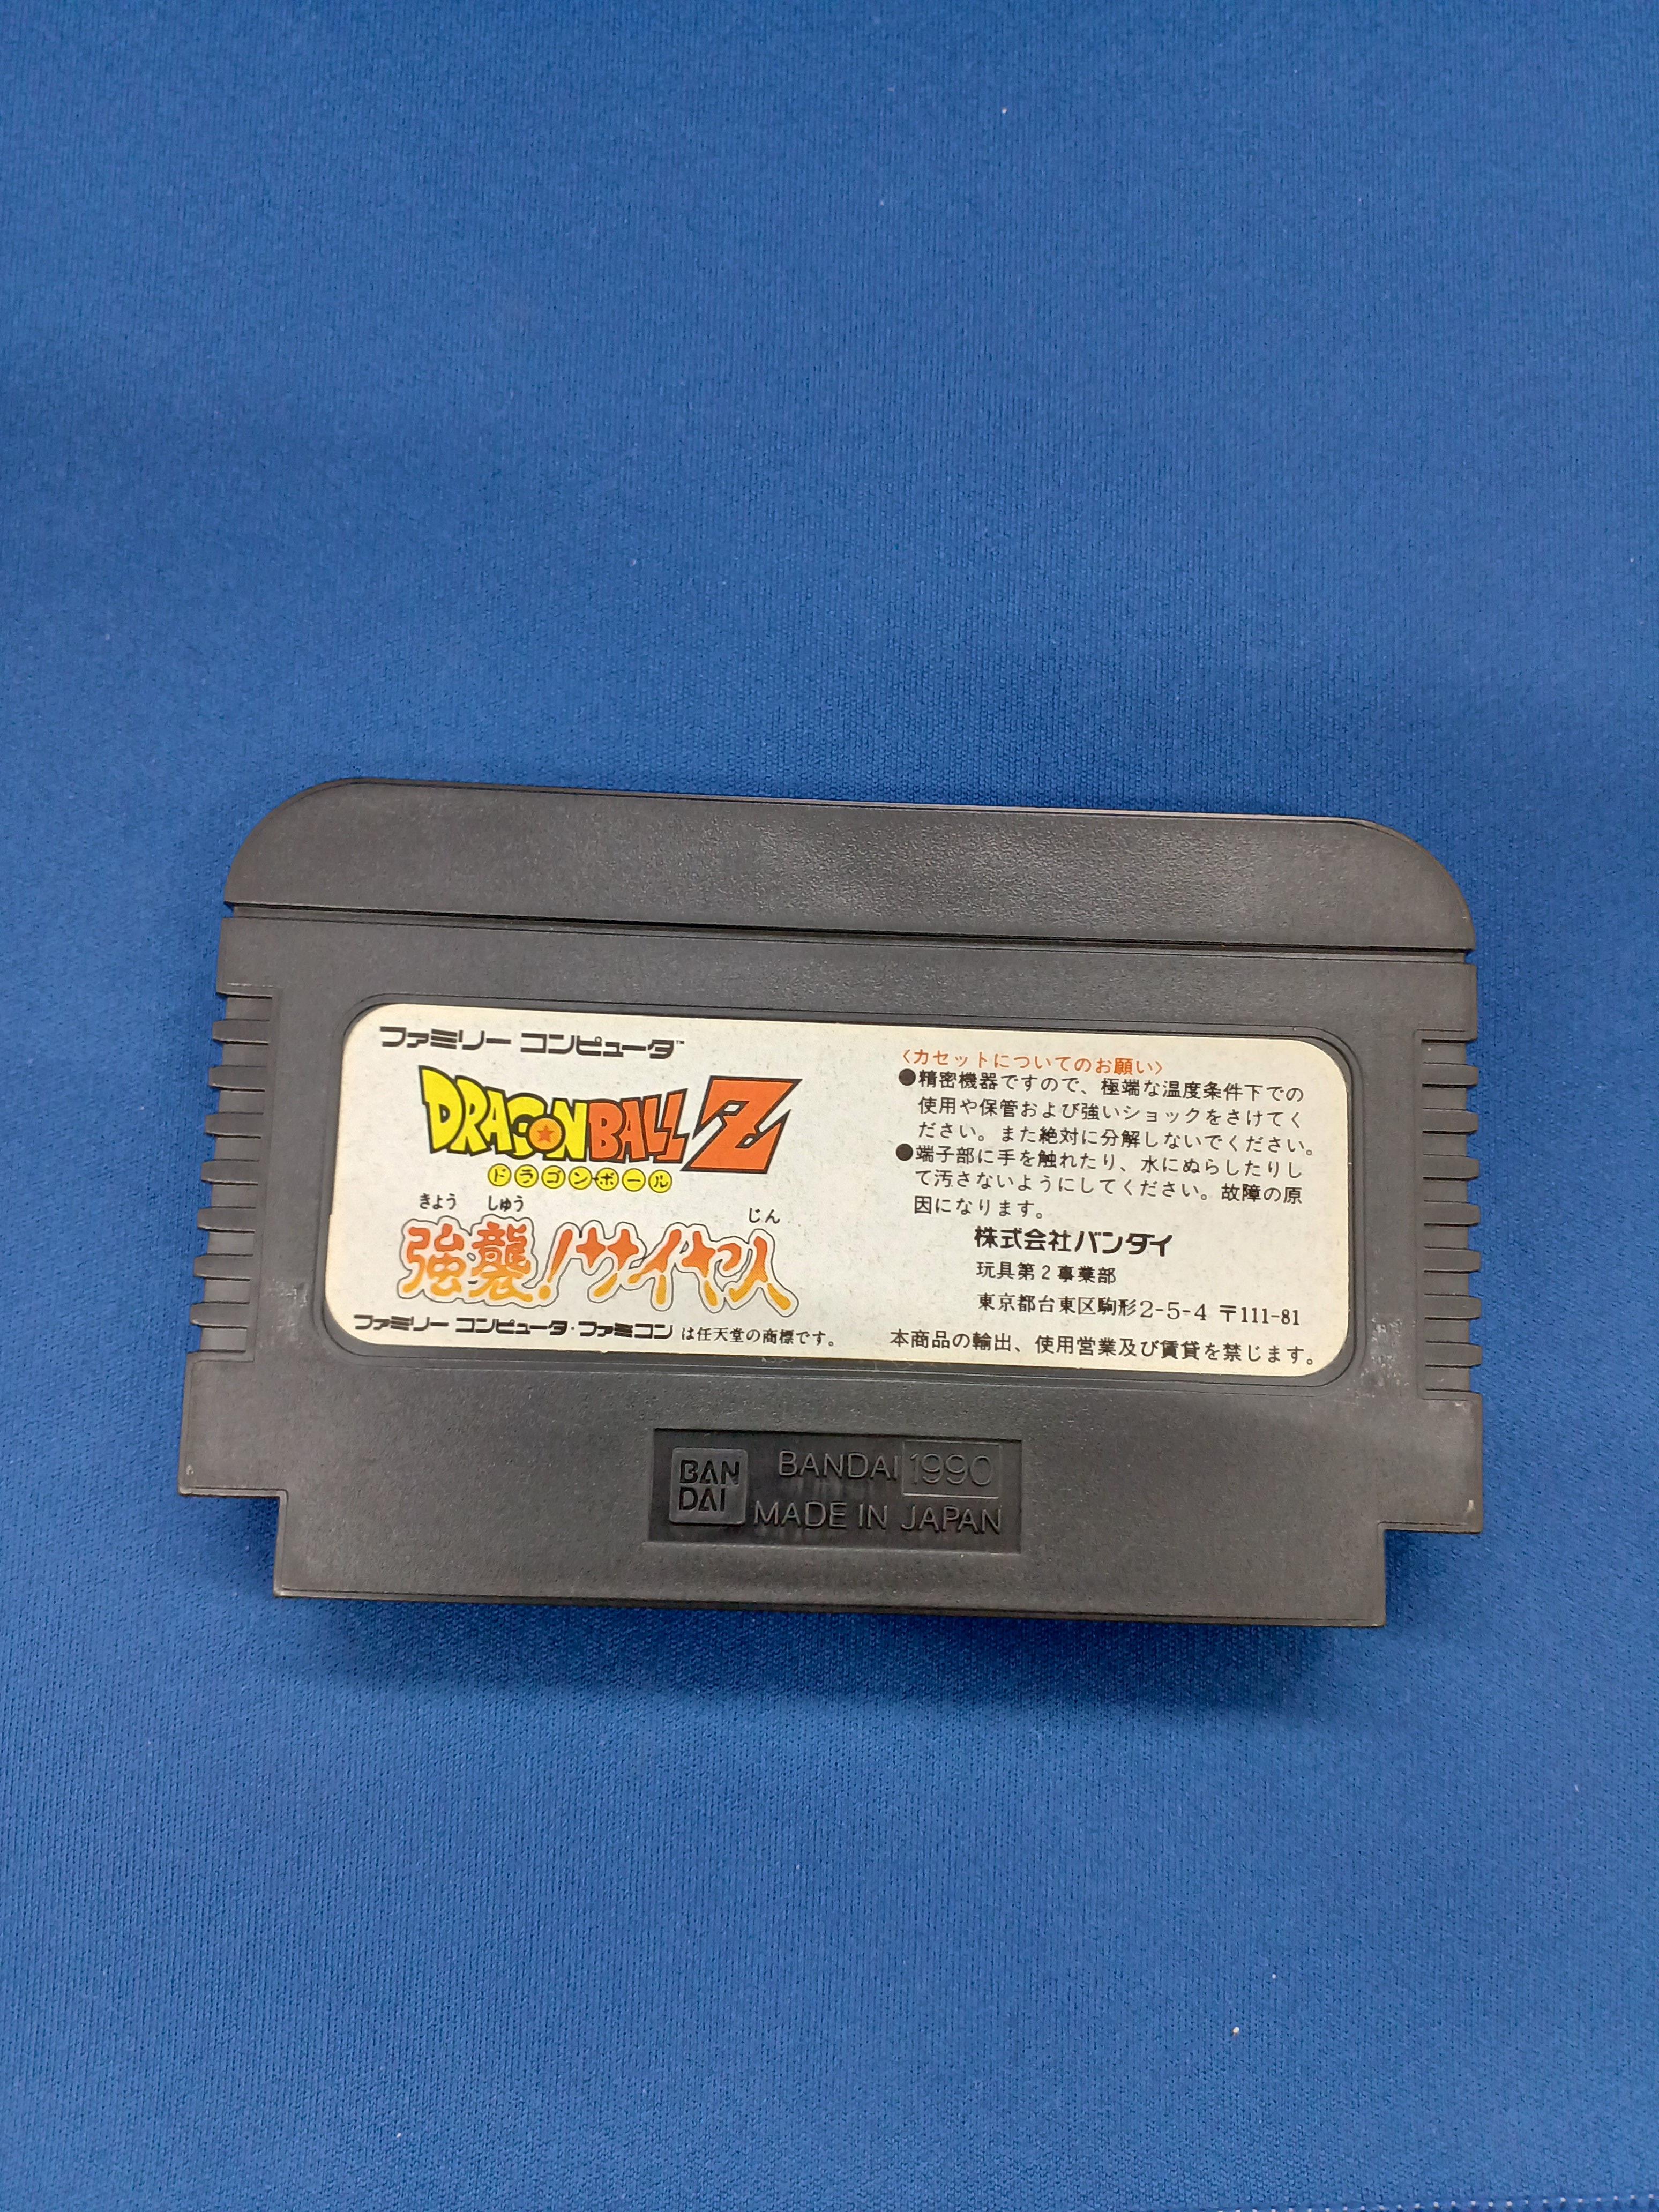 ファミリー コンピュータ™
DRAGONBALL Z
ドラゴンボール
きょう しゅう じん
強襲!サイヤ人
ファミリー コンピュータ・ファミコン は任天堂の商標です。
〈カセットについてのお願い〉
●精密機器ですので、極端な温度条件下での
使用や保管および強いショックをさけてく
ださい。また絶対に分解しないでください。
●端子部に手を触れたり、水にぬらしたりし
て汚さないようにしてください。故障の原
因になります。
株式会社バンダイ
玩具第2事業部
東京都台東区駒形2-5-4 〒111-81
本商品の輸出、使用営業及び賃貸を禁じます。
BAN
DAI
BANDAI 1990
MADE IN JAPAN